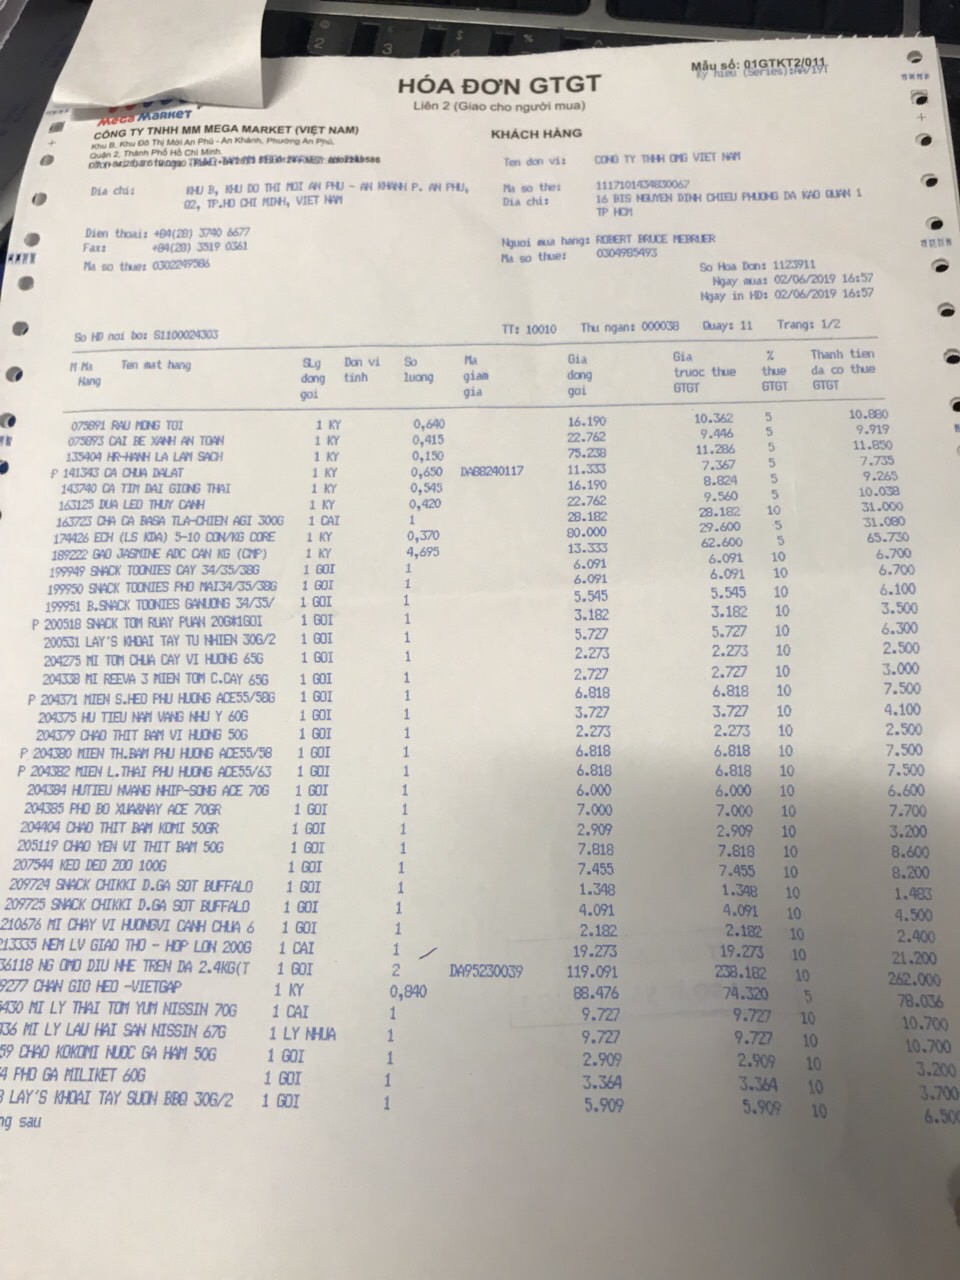 Mẫu số: 01GTKT2/011
Ky hieu (Series):AA/19T
HÓA ĐƠN GTGT
Liên 2 (Giao cho người mua)
MEGA MARKET
CÔNG TY TNHH MM MEGA MARKET (VIỆT NAM)
Khu B, Khu Đô Thị Mới An Phú - An Khánh, Phường An Phú,
Quận 2, Thành Phố Hồ Chí Minh.
KHÁCH HÀNG
Ten don vi: CONG TY TNHH OMG VIET NAM
Dia chi: KHU B, KHU DO THI MOI AN PHU - AN KHANH P. AN PHU,
Q2, TP.HO CHI MINH, VIET NAM
Ma so the: 1117101434830067
Dia chi: 16 BIS NGUYEN DINH CHIEU PHUONG DA KAO QUAN 1
TP HCM
Dien thoai: +84(28) 3740 6677
Fax: +84(28) 3519 0361
Ma so thue: 0302249586
Nguoi mua hang: ROBERT BRUCE MEBRUER
Ma so thue: 0304985493
So Hoa Don: 1123911
Ngay mua: 02/06/2019 16:57
Ngay in HD: 02/06/2019 16:57
So HD noi bo: S1100024303 TT: 10010 Thu ngan: 000038 Quay: 11 Trang: 1/2
M Ma Ten mat hang SLg Don vi So Ma Gia Gia % Thanh tien
Hang dong tinh luong giam dong truoc thue thue da co thue
goi gia goi GTGT GTGT GTGT
075891 RAU MONG TOI 1 KY 0,640 16.190 10.362 5 10.880
075893 CAI BE XANH AN TOAN 1 KY 0,415 22.762 9.446 5 9.919
135404 HR-HANH LA LAM SACH 1 KY 0,150 75.238 11.286 5 11.850
P 141343 CA CHUA DALAT 1 KY 0,650 DA88240117 11.333 7.367 5 7.735
143740 CA TIM DAI GIONG THAI 1 KY 0,545 16.190 8.824 5 9.265
163125 DUA LEO THUY CANH 1 KY 0,420 22.762 9.560 5 10.038
163723 CHA CA BASA TLA-CHIEN AGI 300G 1 CAI 1 28.182 28.182 10 31.000
174426 ECH (LS KDA) 5-10 CON/KG CORE 1 KY 0,370 80.000 29.600 5 31.080
189222 GAO JASMINE ADC CAN KG (CMP) 1 KY 4,695 13.333 62.600 5 65.730
199949 SNACK TOONIES CAY 34/35/38G 1 GOI 1 6.091 6.091 10 6.700
199950 SNACK TOONIES PHO MAI34/35/38G 1 GOI 1 6.091 6.091 10 6.700
199951 B.SNACK TOONIES GANUONG 34/35/ 1 GOI 1 5.545 5.545 10 6.100
P 200518 SNACK TOM RUAY PUAN 20G*1GOI 1 GOI 1 3.182 3.182 10 3.500
200531 LAY'S KHOAI TAY TU NHIEN 30G/2 1 GOI 1 5.727 5.727 10 6.300
204275 MI TOM CHUA CAY VI HUONG 65G 1 GOI 1 2.273 2.273 10 2.500
204338 MI REEVA 3 MIEN TOM C.CAY 65G 1 GOI 1 2.727 2.727 10 3.000
P 204371 MIEN S.HEO PHU HUONG ACE55/58G 1 GOI 1 6.818 6.818 10 7.500
204375 HU TIEU NAM VANG NHU Y 60G 1 GOI 1 3.727 3.727 10 4.100
204379 CHAO THIT BAM VI HUONG 50G 1 GOI 1 2.273 2.273 10 2.500
P 204380 MIEN TH.BAM PHU HUONG ACE55/58 1 GOI 1 6.818 6.818 10 7.500
P 204382 MIEN L.THAI PHU HUONG ACE55/63 1 GOI 1 6.818 6.818 10 7.500
204384 HUTIEU NVANG NHIP-SONG ACE 70G 1 GOI 1 6.000 6.000 10 6.600
204385 PHO BO XUA&NAY ACE 70GR 1 GOI 1 7.000 7.000 10 7.700
204404 CHAO THIT BAM KOMI 50GR 1 GOI 1 2.909 2.909 10 3.200
205119 CHAO YEN VI THIT BAM 50G 1 GOI 1 7.818 7.818 10 8.600
207544 KEO DEO ZOO 100G 1 GOI 1 7.455 7.455 10 8.200
209724 SNACK CHIKKI D.GA SOT BUFFALO 1 GOI 1 1.348 1.348 10 1.483
209725 SNACK CHIKKI D.GA SOT BUFFALO 1 GOI 1 4.091 4.091 10 4.500
210676 MI CHAY VI HUONGVI CANH CHUA 6 1 GOI 1 2.182 2.182 10 2.400
213335 NEM LV GIAO THO - HOP LON 200G 1 CAI 1 19.273 19.273 10 21.200
36118 NG OMO DIU NHE TREN DA 2.4KG(T 1 GOI 2 DA95230039 119.091 238.182 10 262.000
9277 CHAN GIO HEO -VIETGAP 1 KY 0,840 88.476 74.320 5 78.036
6430 MI LY THAI TOM YUM NISSIN 70G 1 CAI 1 9.727 9.727 10 10.700
436 MI LY LAU HAI SAN NISSIN 67G 1 LY NHUA 1 9.727 9.727 10 10.700
59 CHAO KOKOMI NUOC GA HAM 50G 1 GOI 1 2.909 2.909 10 3.200
4 PHO GA MILIKET 60G 1 GOI 1 3.364 3.364 10 3.700
3 LAY'S KHOAI TAY SUON BBQ 30G/2 1 GOI 1 5.909 5.909 10 6.500
ng sau